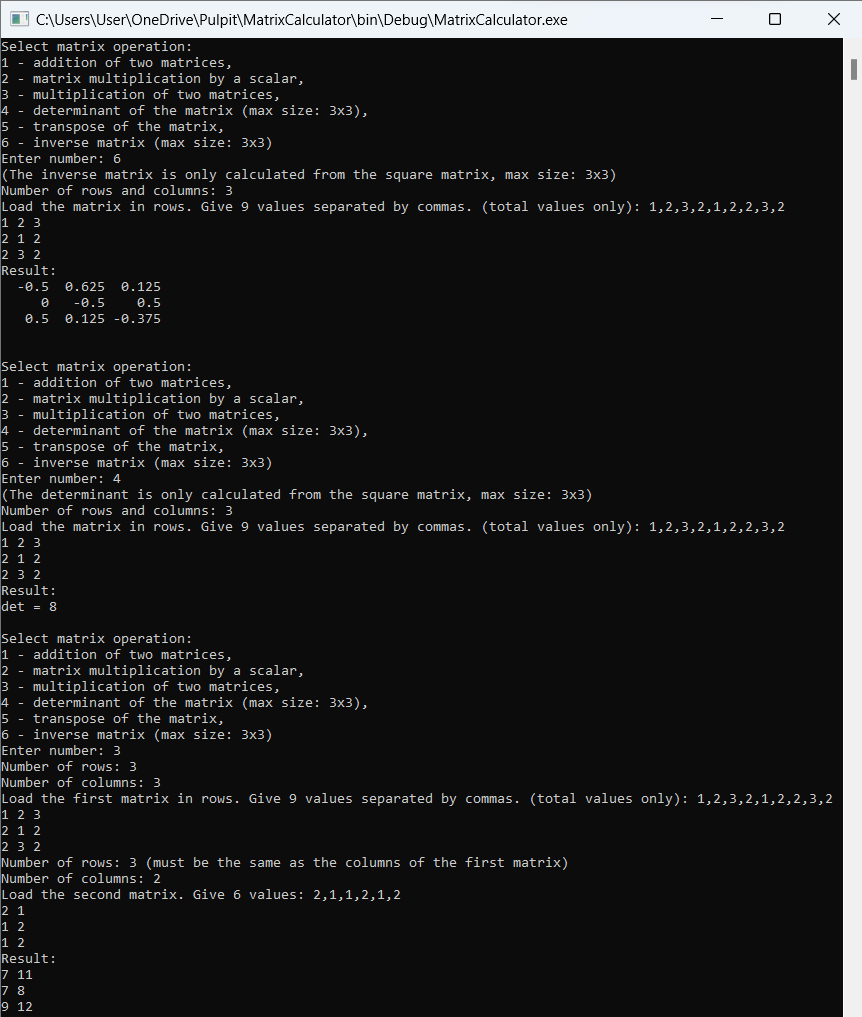 C:\Users\User\OneDrive\Pulpit\MatrixCalculator\bin\Debug\MatrixCalculator.exe
Select matrix operation:
1 - addition of two matrices,
2 - matrix multiplication by a scalar,
3 - multiplication of two matrices,
4 - determinant of the matrix (max size: 3x3),
5 - transpose of the matrix,
6 - inverse matrix (max size: 3x3)
Enter number: 6
(The inverse matrix is only calculated from the square matrix, max size: 3x3)
Number of rows and columns: 3
Load the matrix in rows. Give 9 values separated by commas. (total values only): 1,2,3,2,1,2,2,3,2
1 2 3
2 1 2
2 3 2
Result:
-0.5 0.625 0.125
0 -0.5 0.5
0.5 0.125 -0.375
Select matrix operation:
1 - addition of two matrices,
2 - matrix multiplication by a scalar,
3 - multiplication of two matrices,
4 - determinant of the matrix (max size: 3x3),
5 - transpose of the matrix,
6 - inverse matrix (max size: 3x3)
Enter number: 4
(The determinant is only calculated from the square matrix, max size: 3x3)
Number of rows and columns: 3
Load the matrix in rows. Give 9 values separated by commas. (total values only): 1,2,3,2,1,2,2,3,2
1 2 3
2 1 2
2 3 2
Result:
det = 8
Select matrix operation:
1 - addition of two matrices,
2 - matrix multiplication by a scalar,
3 - multiplication of two matrices,
4 - determinant of the matrix (max size: 3x3),
5 - transpose of the matrix,
6 - inverse matrix (max size: 3x3)
Enter number: 3
Number of rows: 3
Number of columns: 3
Load the first matrix in rows. Give 9 values separated by commas. (total values only): 1,2,3,2,1,2,2,3,2
1 2 3
2 1 2
2 3 2
Number of rows: 3 (must be the same as the columns of the first matrix)
Number of columns: 2
Load the second matrix. Give 6 values: 2,1,1,2,1,2
2 1
1 2
1 2
Result:
7 11
7 8
9 12